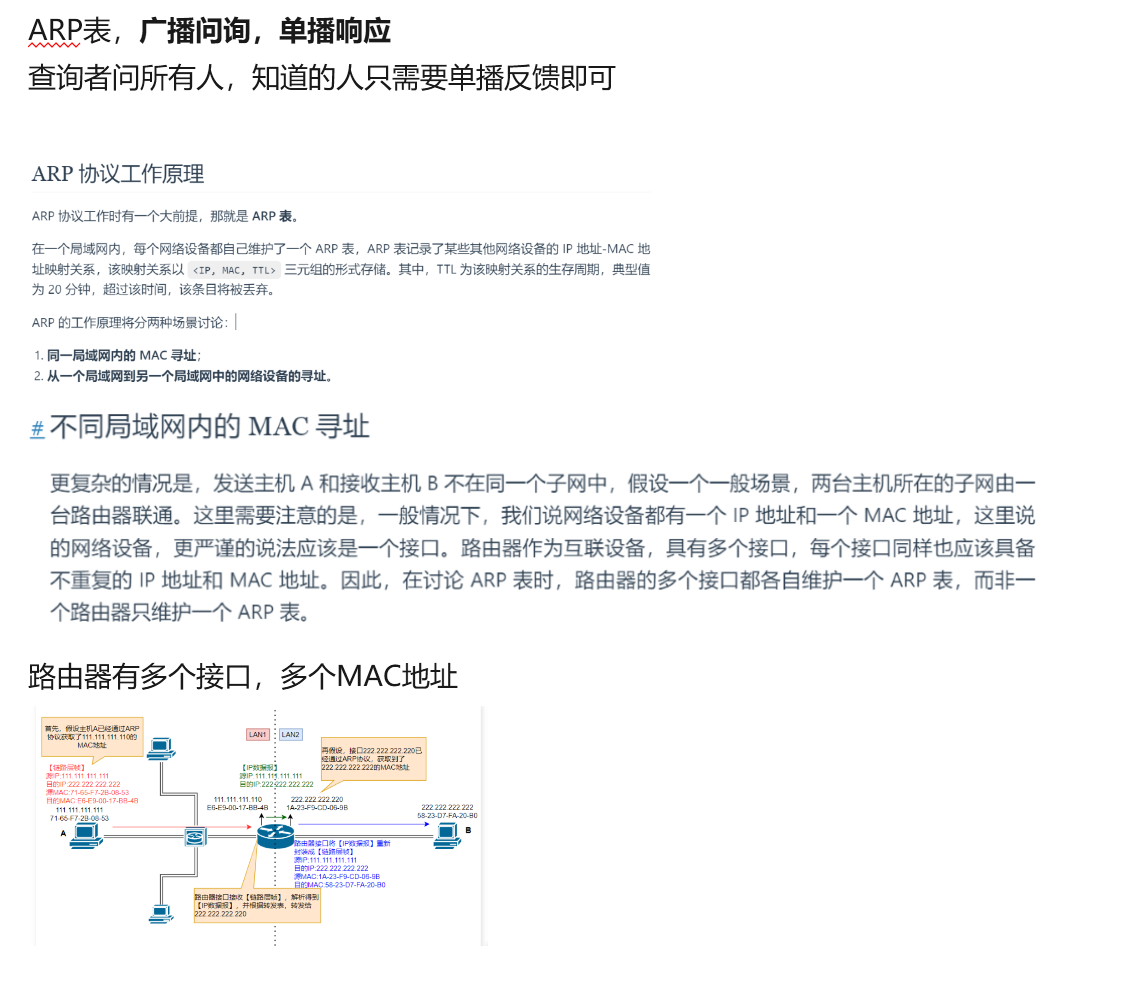 ARP表，广播问询，单播响应
查询者问所有人，知道的人只需要单播反馈即可
ARP 协议工作原理
ARP 协议工作时有一个大前提，那就是 ARP 表。
在一个局域网内，每个网络设备都自己维护了一个 ARP 表，ARP 表记录了某些其他网络设备的 IP 地址-MAC 地
址映射关系，该映射关系以 <IP, MAC, TTL> 三元组的形式存储。其中，TTL 为该映射关系的生存周期，典型值
为 20 分钟，超过该时间，该条目将被丢弃。
ARP 的工作原理将分两种场景讨论：
1. 同一局域网内的 MAC 寻址；
2. 从一个局域网到另一个局域网中的网络设备的寻址。
# 不同局域网内的 MAC 寻址
更复杂的情况是，发送主机 A 和接收主机 B 不在同一个子网中，假设一个一般场景，两台主机所在的子网由一
台路由器联通。这里需要注意的是，一般情况下，我们说网络设备都有一个 IP 地址和一个 MAC 地址，这里说
的网络设备，更严谨的说法应该是一个接口。路由器作为互联设备，具有多个接口，每个接口同样也应该具备
不重复的 IP 地址和 MAC 地址。因此，在讨论 ARP 表时，路由器的多个接口都各自维护一个 ARP 表，而非一
个路由器只维护一个 ARP 表。
路由器有多个接口，多个MAC地址
首先，假设主机A已经通过ARP
协议获取了111.111.111.110的
MAC地址
LAN1
LAN2
再假设，接口222.222.222.220已
经通过ARP协议，获取到了
222.222.222.222的MAC地址
【链路层帧】
源IP:111.111.111.111
目的IP:222.222.222.222
源MAC:71-65-F7-2B-08-53
目的MAC:E6-E9-00-17-BB-4B
【IP数据报】
源IP:111.111.111.111
目的IP:222.222.222.222
111.111.111.111
71-65-F7-2B-08-53
A
111.111.111.110
E6-E9-00-17-BB-4B
222.222.222.220
1A-23-F9-CD-06-9B
222.222.222.222
58-23-D7-FA-20-B0
B
路由器接口将【IP数据报】重新
封装成【链路层帧】
源IP:111.111.111.111
目的IP:222.222.222.222
源MAC:1A-23-F9-CD-06-9B
目的MAC:58-23-D7-FA-20-B0
路由器接口接收【链路层帧】，解析得到
【IP数据报】，并根据转发表，转发给
222.222.222.220